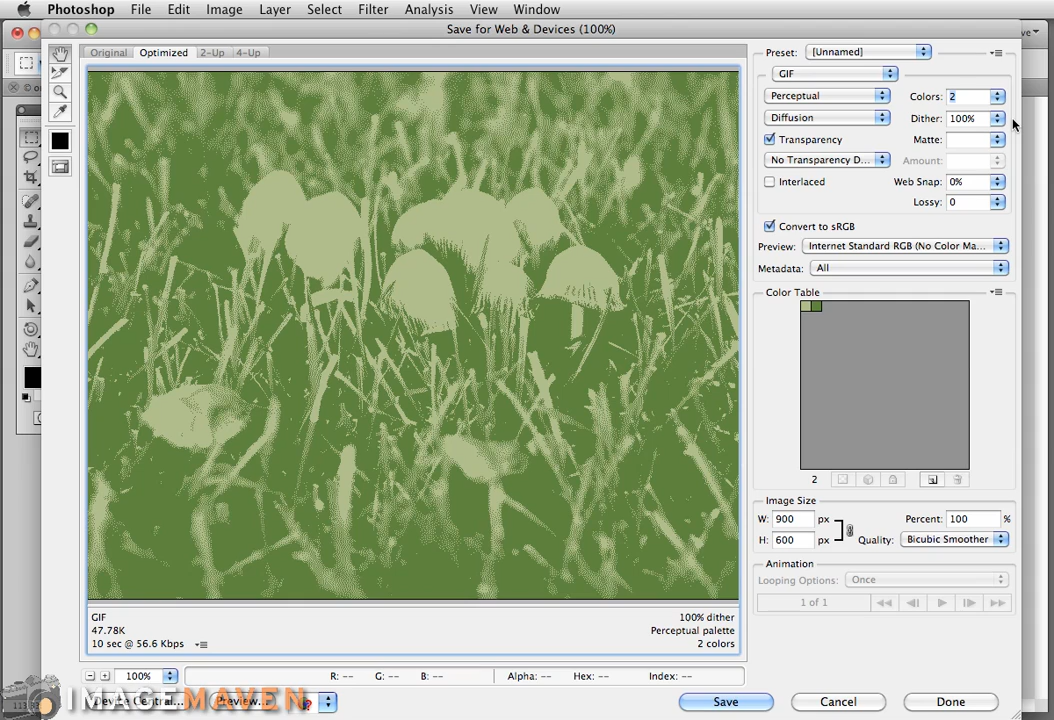 Photoshop File Edit Image Layer Select Filter Analysis View Window
Save for Web & Devices (100%)
Original Optimized 2-Up 4-Up
Preset: [Unnamed]
GIF
Perceptual Colors: 2
Diffusion Dither: 100%
Transparency Matte:
No Transparency D... Amount:
Interlaced Web Snap: 0%
Lossy: 0
Convert to sRGB
Preview: Internet Standard RGB (No Color Ma...
Metadata: All
Color Table
2
Image Size
W: 900 px Percent: 100 %
H: 600 px Quality: Bicubic Smoother
Animation
Looping Options: Once
1 of 1
GIF 100% dither
47.78K Perceptual palette
10 sec @ 56.6 Kbps 2 colors
100% R: -- G: -- B: -- Alpha: -- Hex: -- Index: --
Device Central... Preview... Save Cancel Done
IMAGEMAVEN